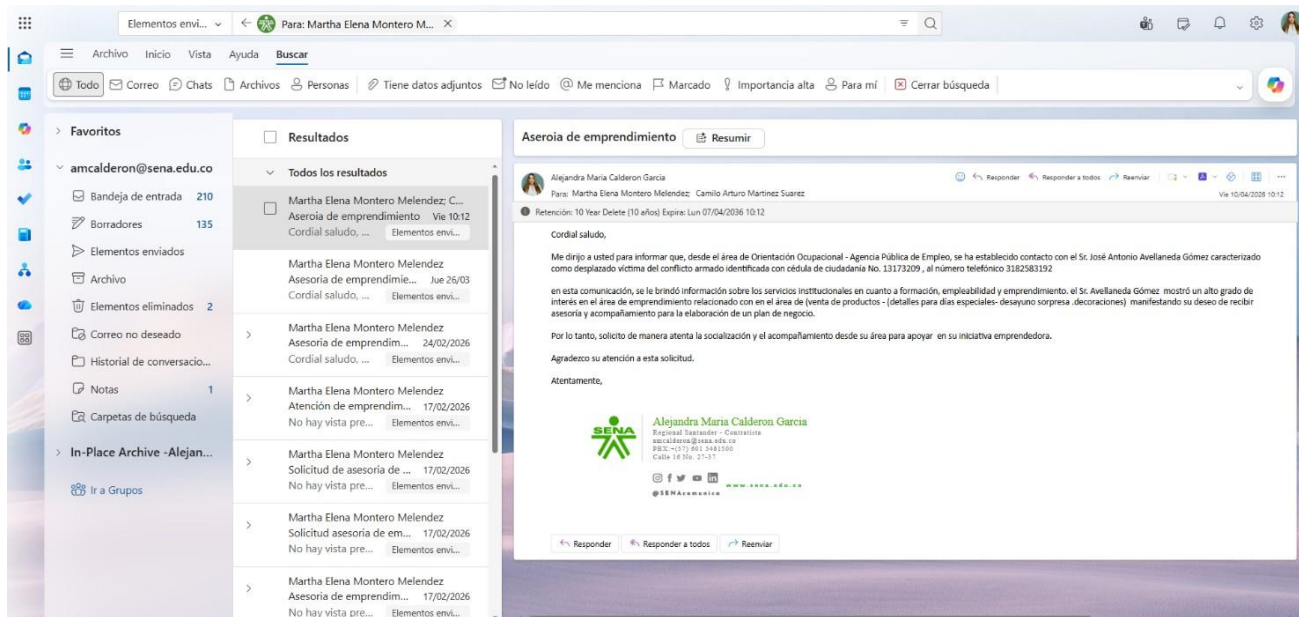 Elementos envi...
Para: Martha Elena Montero M...
Archivo Inicio Vista Ayuda Buscar
Todo Correo Chats Archivos Personas Tiene datos adjuntos No leído Me menciona Marcado Importancia alta Para mí Cerrar búsqueda
Favoritos
amcalderon@sena.edu.co
Bandeja de entrada 210
Borradores 135
Elementos enviados
Archivo
Elementos eliminados 2
Correo no deseado
Historial de conversacio...
Notas 1
Carpetas de búsqueda
In-Place Archive -Alejan...
Ir a Grupos
Resultados
Todos los resultados
Martha Elena Montero Melendez; C...
Aseroia de emprendimiento Vie 10:12
Cordial saludo, ... Elementos envi...
Martha Elena Montero Melendez
Asesoría de emprendimie... Jue 26/03
Cordial saludo, ... Elementos envi...
Martha Elena Montero Melendez
Asesoría de emprendim... 24/02/2026
Cordial saludo, ... Elementos envi...
Martha Elena Montero Melendez
Atención de emprendim... 17/02/2026
No hay vista pre... Elementos envi...
Martha Elena Montero Melendez
Solicitud de asesoría de ... 17/02/2026
No hay vista pre... Elementos envi...
Martha Elena Montero Melendez
Solicitud asesoría de em... 17/02/2026
No hay vista pre... Elementos envi...
Martha Elena Montero Melendez
Asesoria de emprendim... 17/02/2026
No hay vista pre... Elementos envi...
Aseroia de emprendimiento Resumir
Alejandra Maria Calderon Garcia
Responder Responder a todos Reenviar
Para: Martha Elena Montero Melendez; Camilo Arturo Martinez Suarez
Vie 10/04/2026 10:12
Retención: 10 Year Delete (10 años) Expira: Lun 07/04/2036 10:12
Cordial saludo,
Me dirijo a usted para informar que, desde el área de Orientación Ocupacional - Agencia Pública de Empleo, se ha establecido contacto con el Sr. José Antonio Avellaneda Gómez caracterizado
como desplazado víctima del conflicto armado identificada con cédula de ciudadanía No. 13173209 , al número telefónico 3182583192
en esta comunicación, se le brindó información sobre los servicios institucionales en cuanto a formación, empleabilidad y emprendimiento. el Sr. Avellaneda Gómez mostró un alto grado de
interés en el área de emprendimiento relacionado con en el área de (venta de productos - (detalles para días especiales- desayuno sorpresa .decoraciones) manifestando su deseo de recibir
asesoría y acompañamiento para la elaboración de un plan de negocio.
Por lo tanto, solicito de manera atenta la socialización y el acompañamiento desde su área para apoyar en su iniciativa emprendedora.
Agradezco su atención a esta solicitud.
Atentamente,
SENA
Alejandra Maria Calderon Garcia
Regional Santander - Contratista
amcalderon@sena.edu.co
PBX:+(57) 601 5461500
Calle 16 No. 27-37
www.sena.edu.co
@SENAcomunica
Responder Responder a todos Reenviar